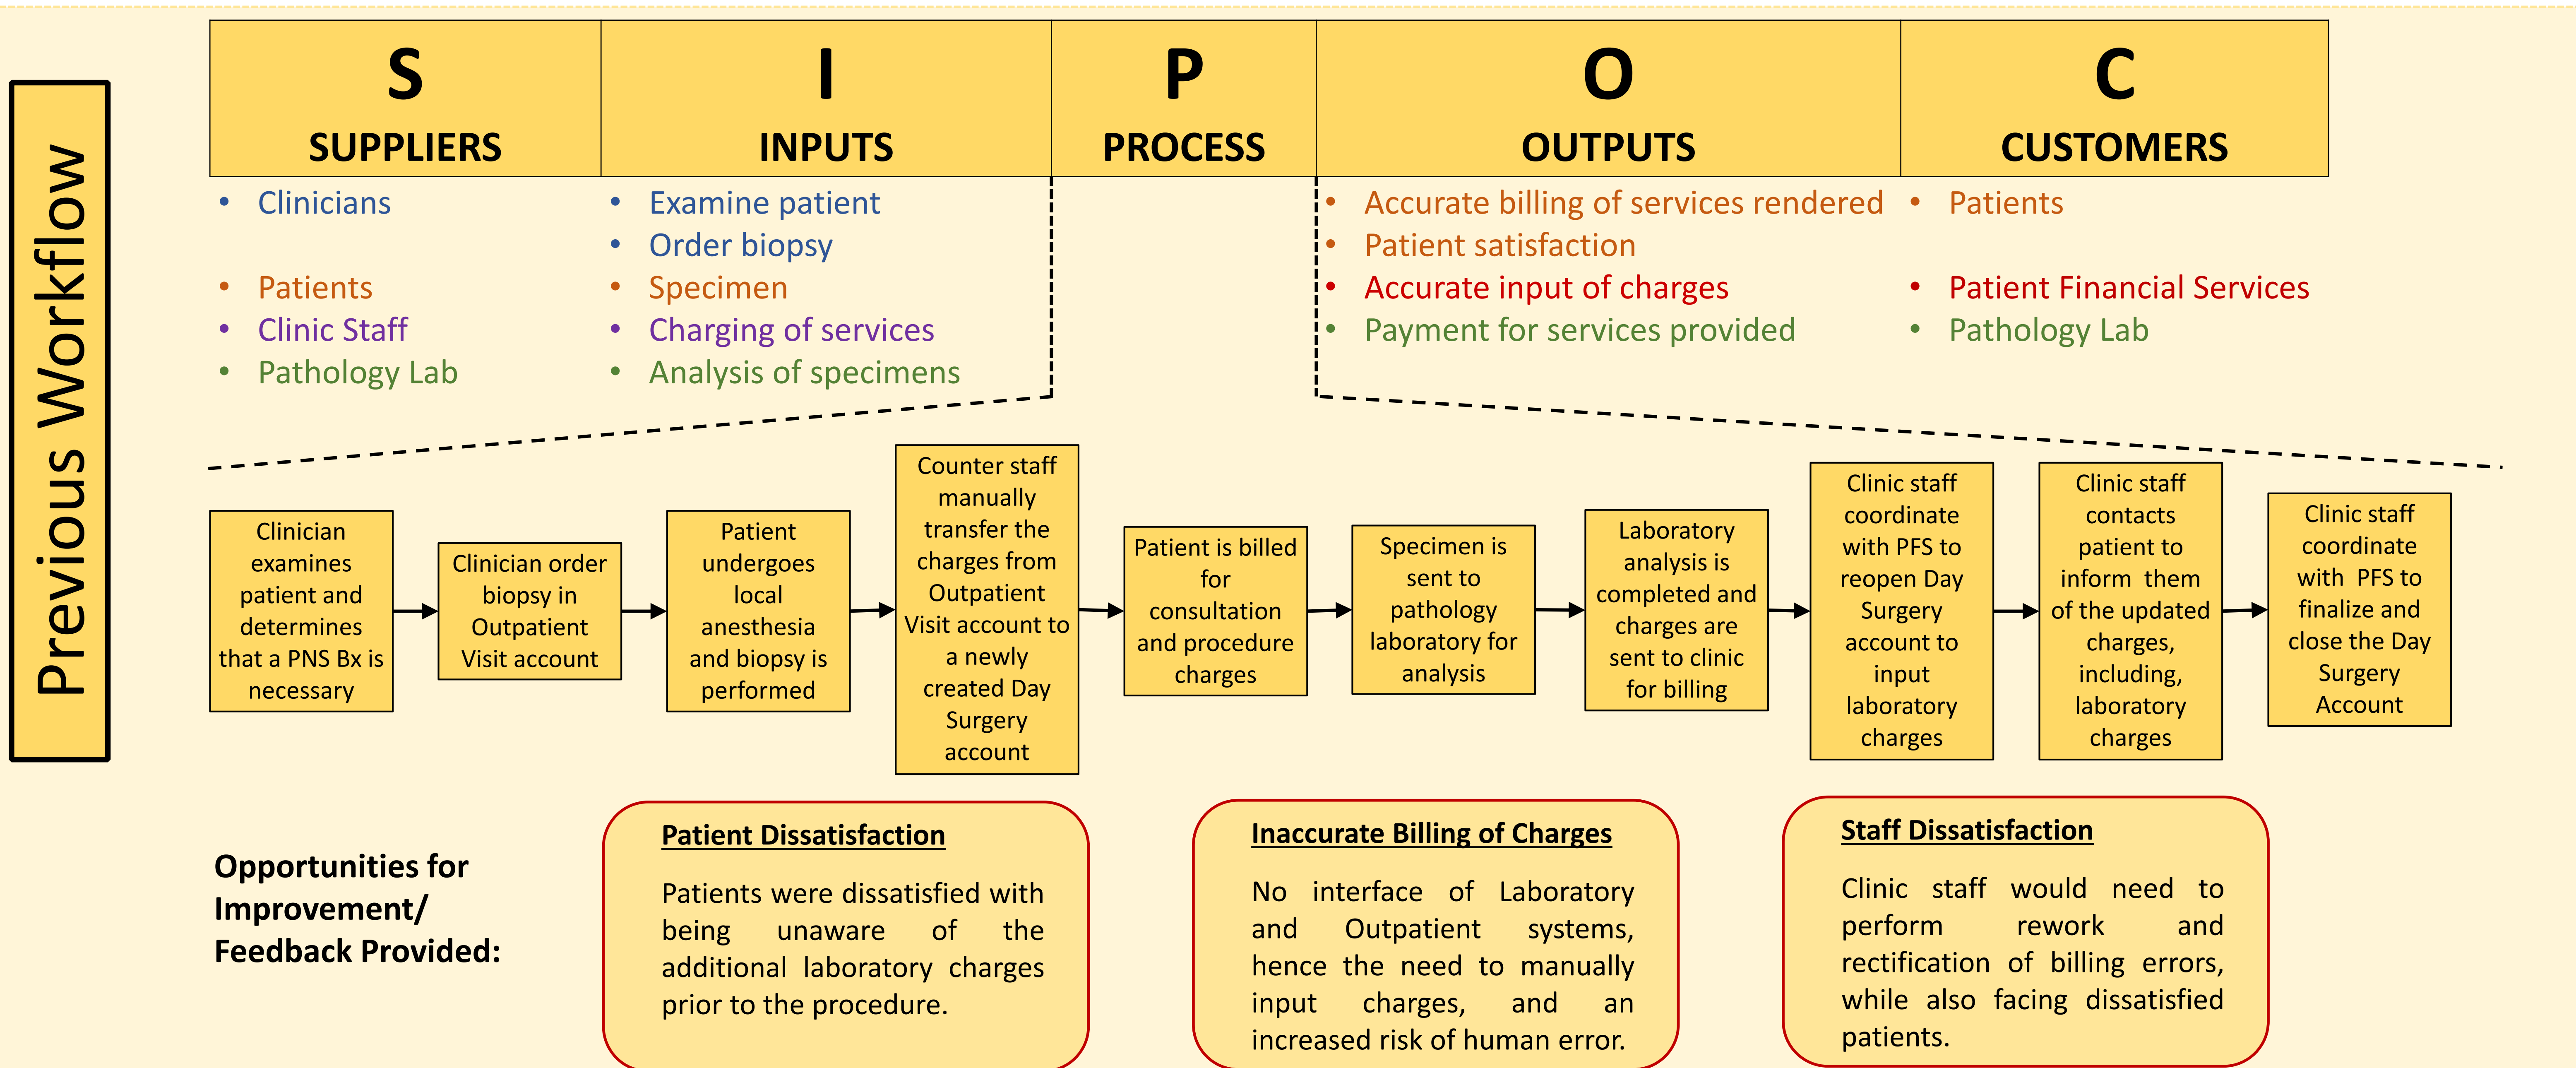 Previous Workflow
S
SUPPLIERS
I
INPUTS
P
PROCESS
O
OUTPUTS
C
CUSTOMERS
• Clinicians
• Patients
• Clinic Staff
• Pathology Lab
• Examine patient
• Order biopsy
• Specimen
• Charging of services
• Analysis of specimens
• Accurate billing of services rendered
• Patient satisfaction
• Accurate input of charges
• Payment for services provided
• Patients
• Patient Financial Services
• Pathology Lab
Clinician
examines
patient and
determines
that a PNS Bx is
necessary
Clinician order
biopsy in
Outpatient
Visit account
Patient
undergoes
local
anesthesia
and biopsy is
performed
Counter staff
manually
transfer the
charges from
Outpatient
Visit account to
a newly
created Day
Surgery
account
Patient is billed
for
consultation
and procedure
charges
Specimen is
sent to
pathology
laboratory for
analysis
Laboratory
analysis is
completed and
charges are
sent to clinic
for billing
Clinic staff
coordinate
with PFS to
reopen Day
Surgery
account to
input
laboratory
charges
Clinic staff
contacts
patient to
inform them
of the updated
charges,
including,
laboratory
charges
Clinic staff
coordinate
with PFS to
finalize and
close the Day
Surgery
Account
Opportunities for
Improvement/
Feedback Provided:
Patient Dissatisfaction
Patients were dissatisfied with
being unaware of the
additional laboratory charges
prior to the procedure.
Inaccurate Billing of Charges
No interface of Laboratory
and Outpatient systems,
hence the need to manually
input charges, and an
increased risk of human error.
Staff Dissatisfaction
Clinic staff would need to
perform rework and
rectification of billing errors,
while also facing dissatisfied
patients.